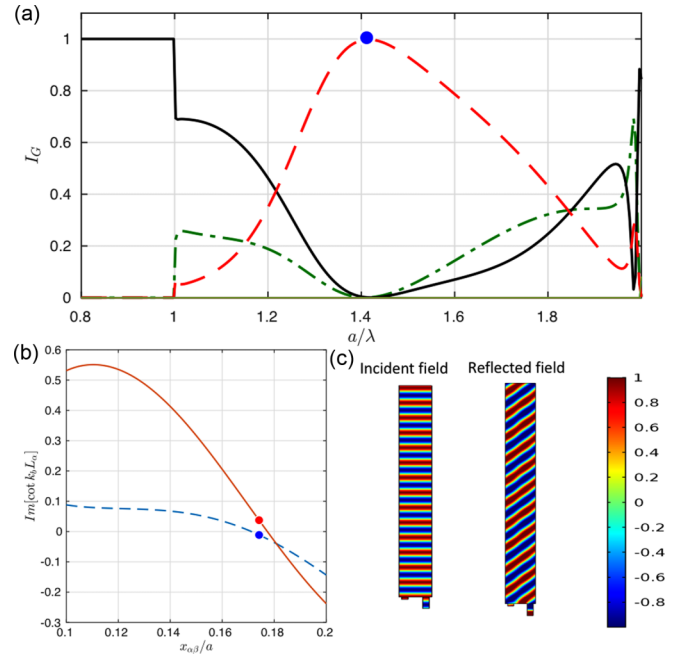 (a)
1
0.8
0.6
0.4
0.2
0
I_G
0.8 1 1.2 1.4 1.6 1.8
a/λ
(b)
0.6
0.5
0.4
0.3
0.2
0.1
0
-0.1
-0.2
-0.3
Im[cot k_b L_α]
0.1 0.12 0.14 0.16 0.18 0.2
x_{αβ}/a
(c)
Incident field Reflected field
1
0.8
0.6
0.4
0.2
0
-0.2
-0.4
-0.6
-0.8